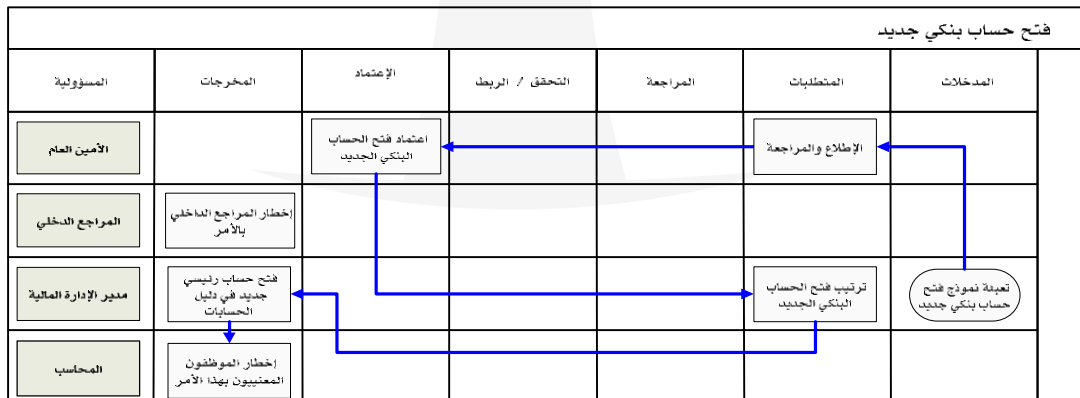 فتح حساب بنكي جديد
المدخلات
المتطلبات
المراجعة
التحقق / الربط
الإعتماد
المخرجات
المسؤولية
الإطلاع والمراجعة
اعتماد فتح الحساب
البنكي الجديد
الأمين العام
إخطار المراجع الداخلي
بالأمر
المراجع الدخلي
تعبئة نموذج فتح
حساب بنكي جديد
ترتيب فتح الحساب
البنكي الجديد
فتح حساب رئيسي
جديد في دليل
الحسابات
مدير الإدارة المالية
إخطار الموظفون
المعنييون بهذا الأمر
المحاسب